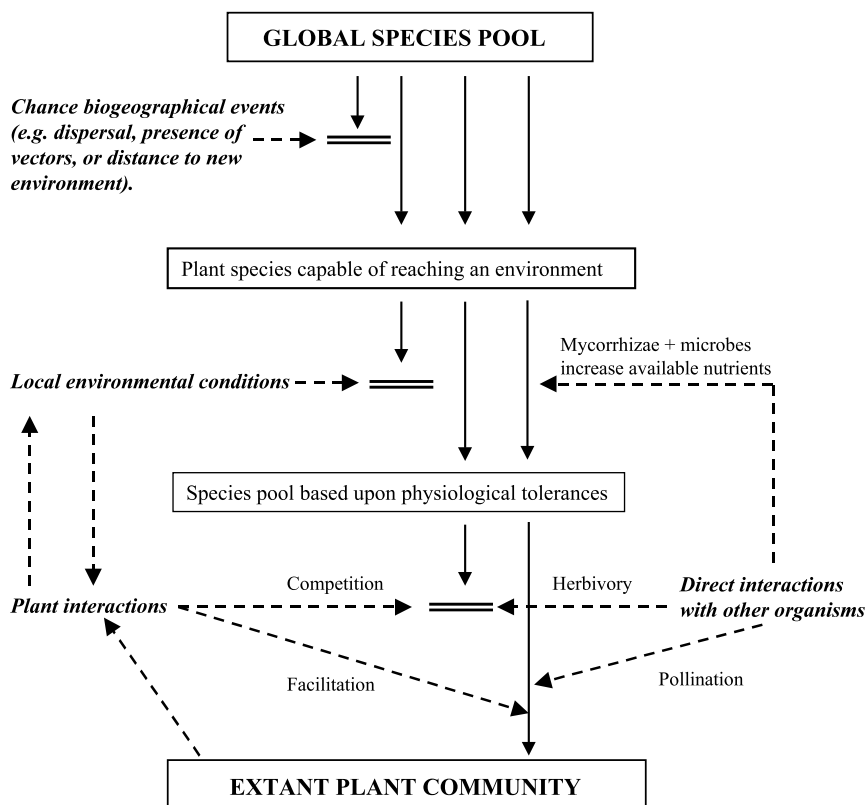 GLOBAL SPECIES POOL
Chance biogeographical events
(e.g. dispersal, presence of
vectors, or distance to new
environment).
Plant species capable of reaching an environment
Mycorrhizae + microbes
increase available nutrients
Local environmental conditions
Species pool based upon physiological tolerances
Competition
Herbivory
Plant interactions
Direct interactions
with other organisms
Facilitation
Pollination
EXTANT PLANT COMMUNITY